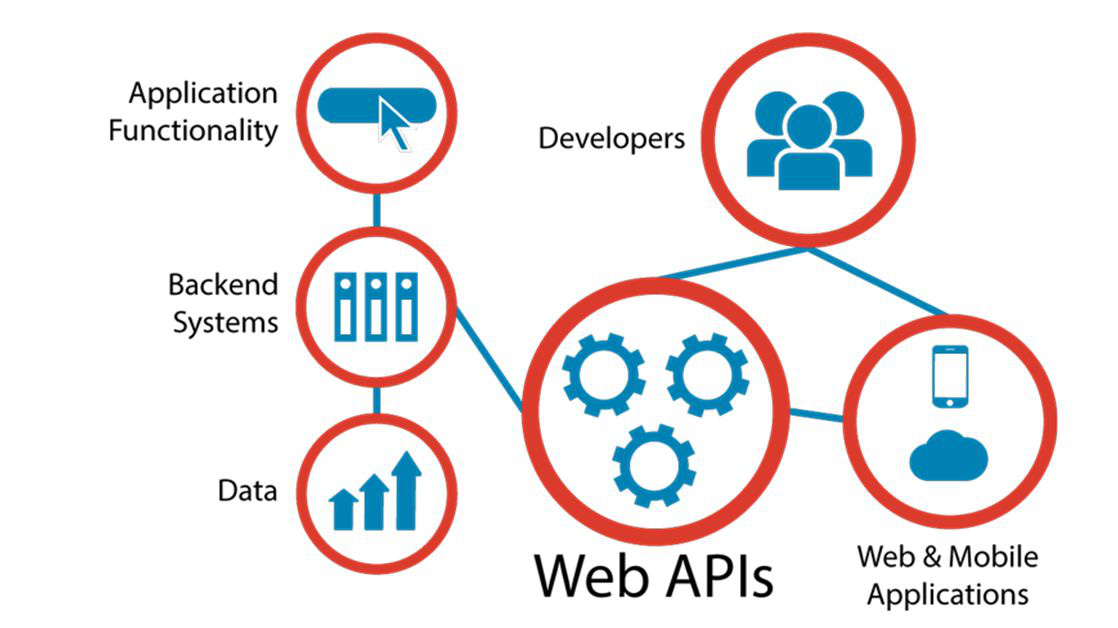 Application
Functionality
Developers
Backend
Systems
Data
Web APIs
Web & Mobile
Applications